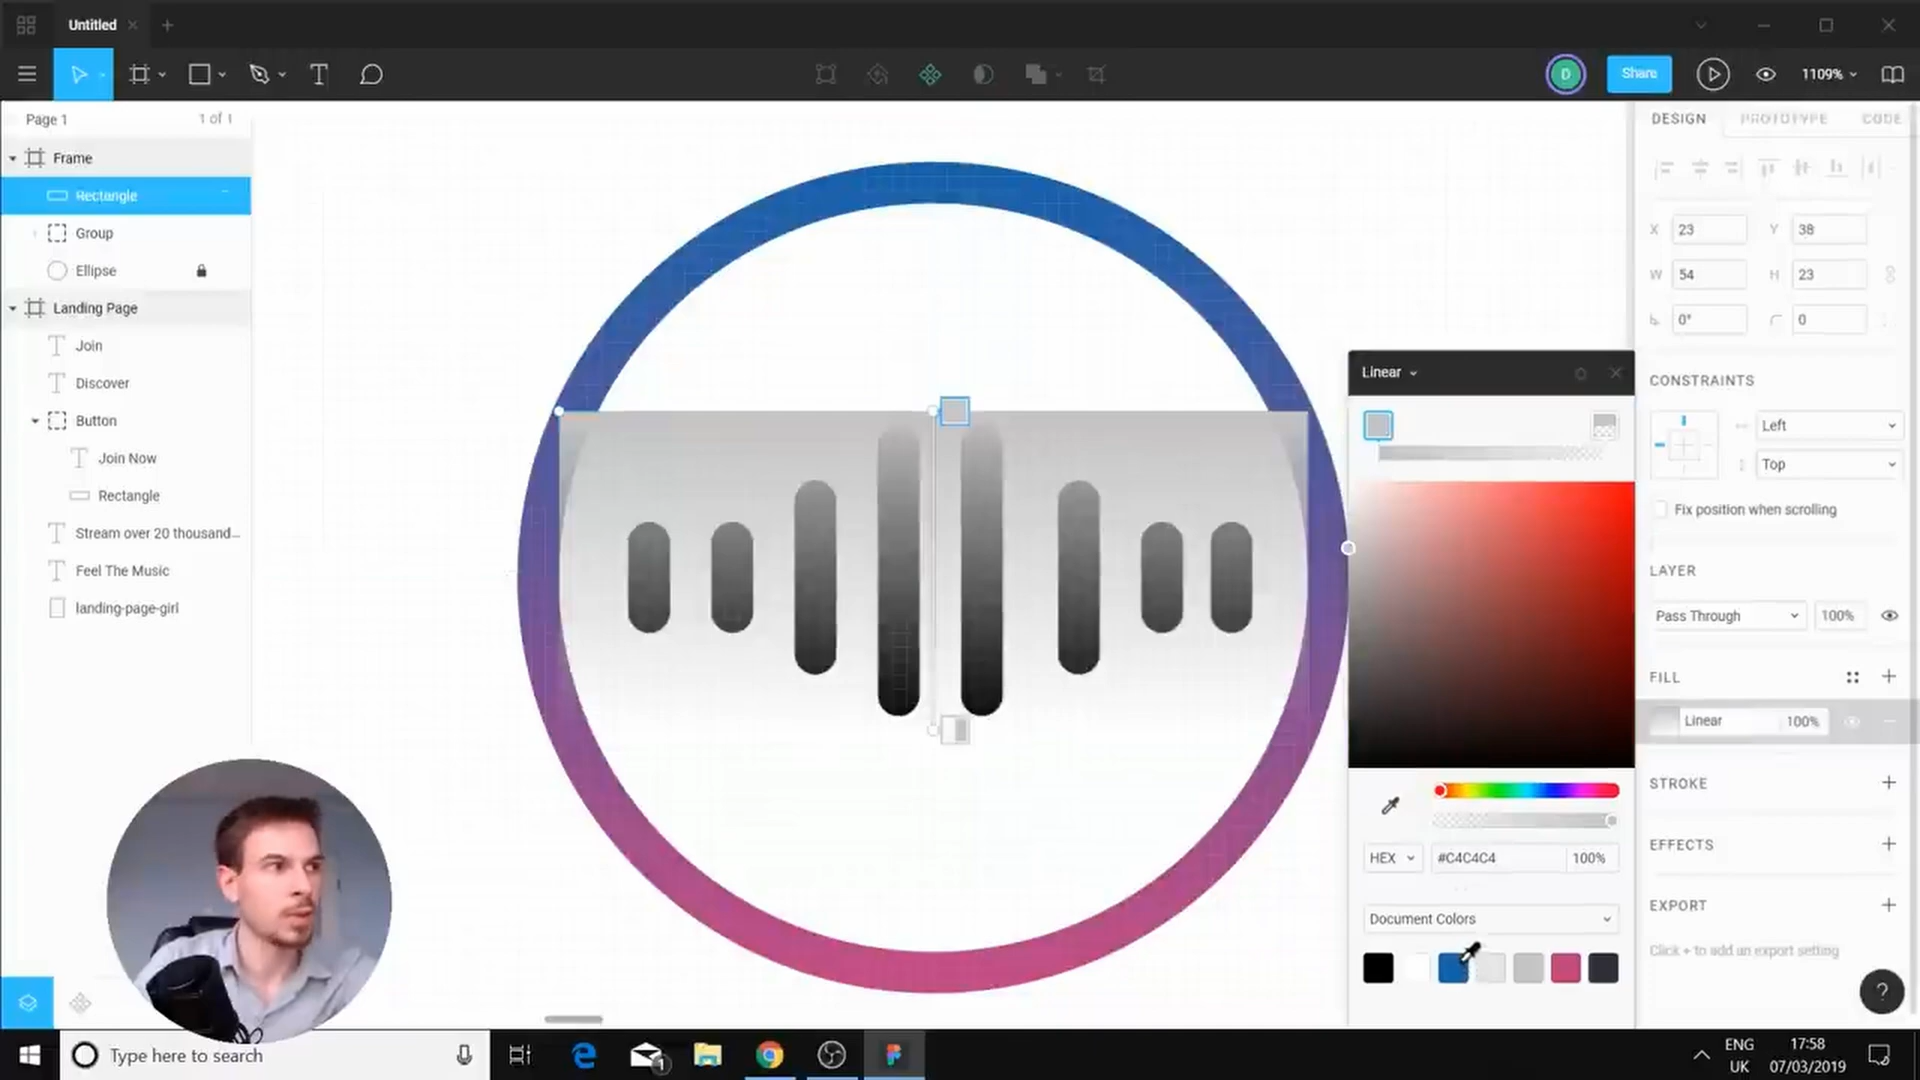 Untitled
Share
1109%
D
Page 1
1 of 1
Frame
Rectangle
Group
Ellipse
Landing Page
Join
Discover
Button
Join Now
Rectangle
Stream over 20 thousand...
Feel The Music
landing-page-girl
Linear
HEX
#C4C4C4
100%
Document Colors
DESIGN
PROTOTYPE
CODE
X
23
Y
38
W
54
H
23
0°
0
CONSTRAINTS
Left
Top
Fix position when scrolling
LAYER
Pass Through
100%
FILL
Linear
100%
STROKE
EFFECTS
EXPORT
Click + to add an export setting
?
Type here to search
1
ENG
UK
17:58
07/03/2019